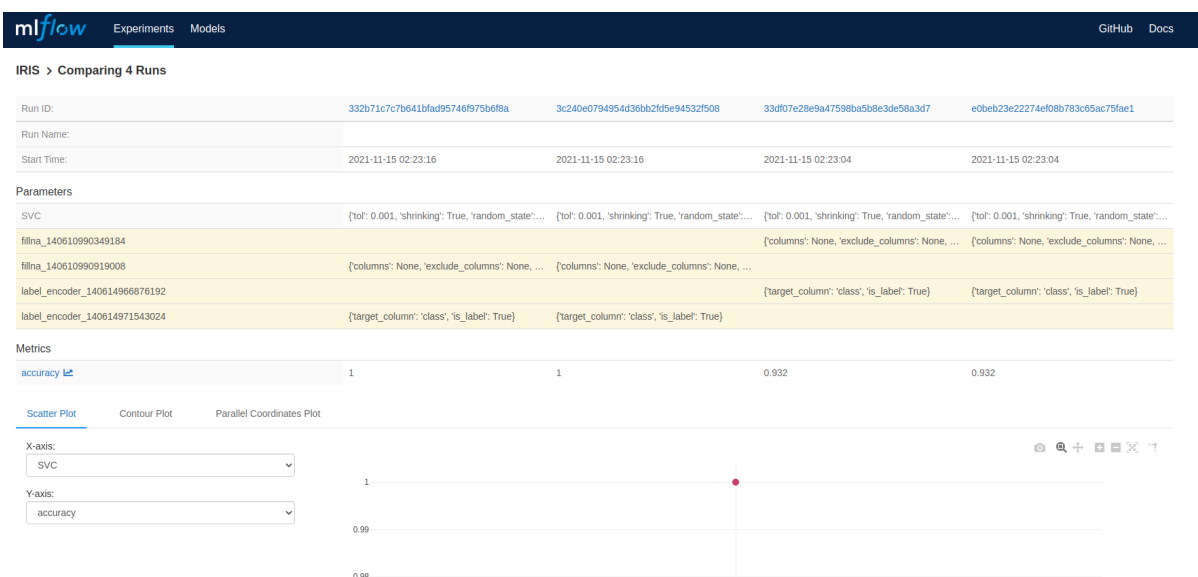 mlflow Experiments Models GitHub Docs
IRIS > Comparing 4 Runs
Run ID: 332b71c7c7b641bfad95746f975b6f8a 3c240e0794954d36bb2fd5e94532f508 33df07e28e9a47598ba5b8e3de58a3d7 e0beb23e22274ef08b783c65ac75fae1
Run Name:
Start Time: 2021-11-15 02:23:16 2021-11-15 02:23:16 2021-11-15 02:23:04 2021-11-15 02:23:04
Parameters
SVC {'tol': 0.001, 'shrinking': True, 'random_state':... {'tol': 0.001, 'shrinking': True, 'random_state':... {'tol': 0.001, 'shrinking': True, 'random_state':... {'tol': 0.001, 'shrinking': True, 'random_state':...
fillna_140610990349184 {'columns': None, 'exclude_columns': None, ... {'columns': None, 'exclude_columns': None, ...
fillna_140610990919008 {'columns': None, 'exclude_columns': None, ... {'columns': None, 'exclude_columns': None, ...
label_encoder_140614966876192 {'target_column': 'class', 'is_label': True} {'target_column': 'class', 'is_label': True}
label_encoder_140614971543024 {'target_column': 'class', 'is_label': True} {'target_column': 'class', 'is_label': True}
Metrics
accuracy 1 1 0.932 0.932
Scatter Plot Contour Plot Parallel Coordinates Plot
X-axis:
SVC
Y-axis:
accuracy
1
0.99
0.98